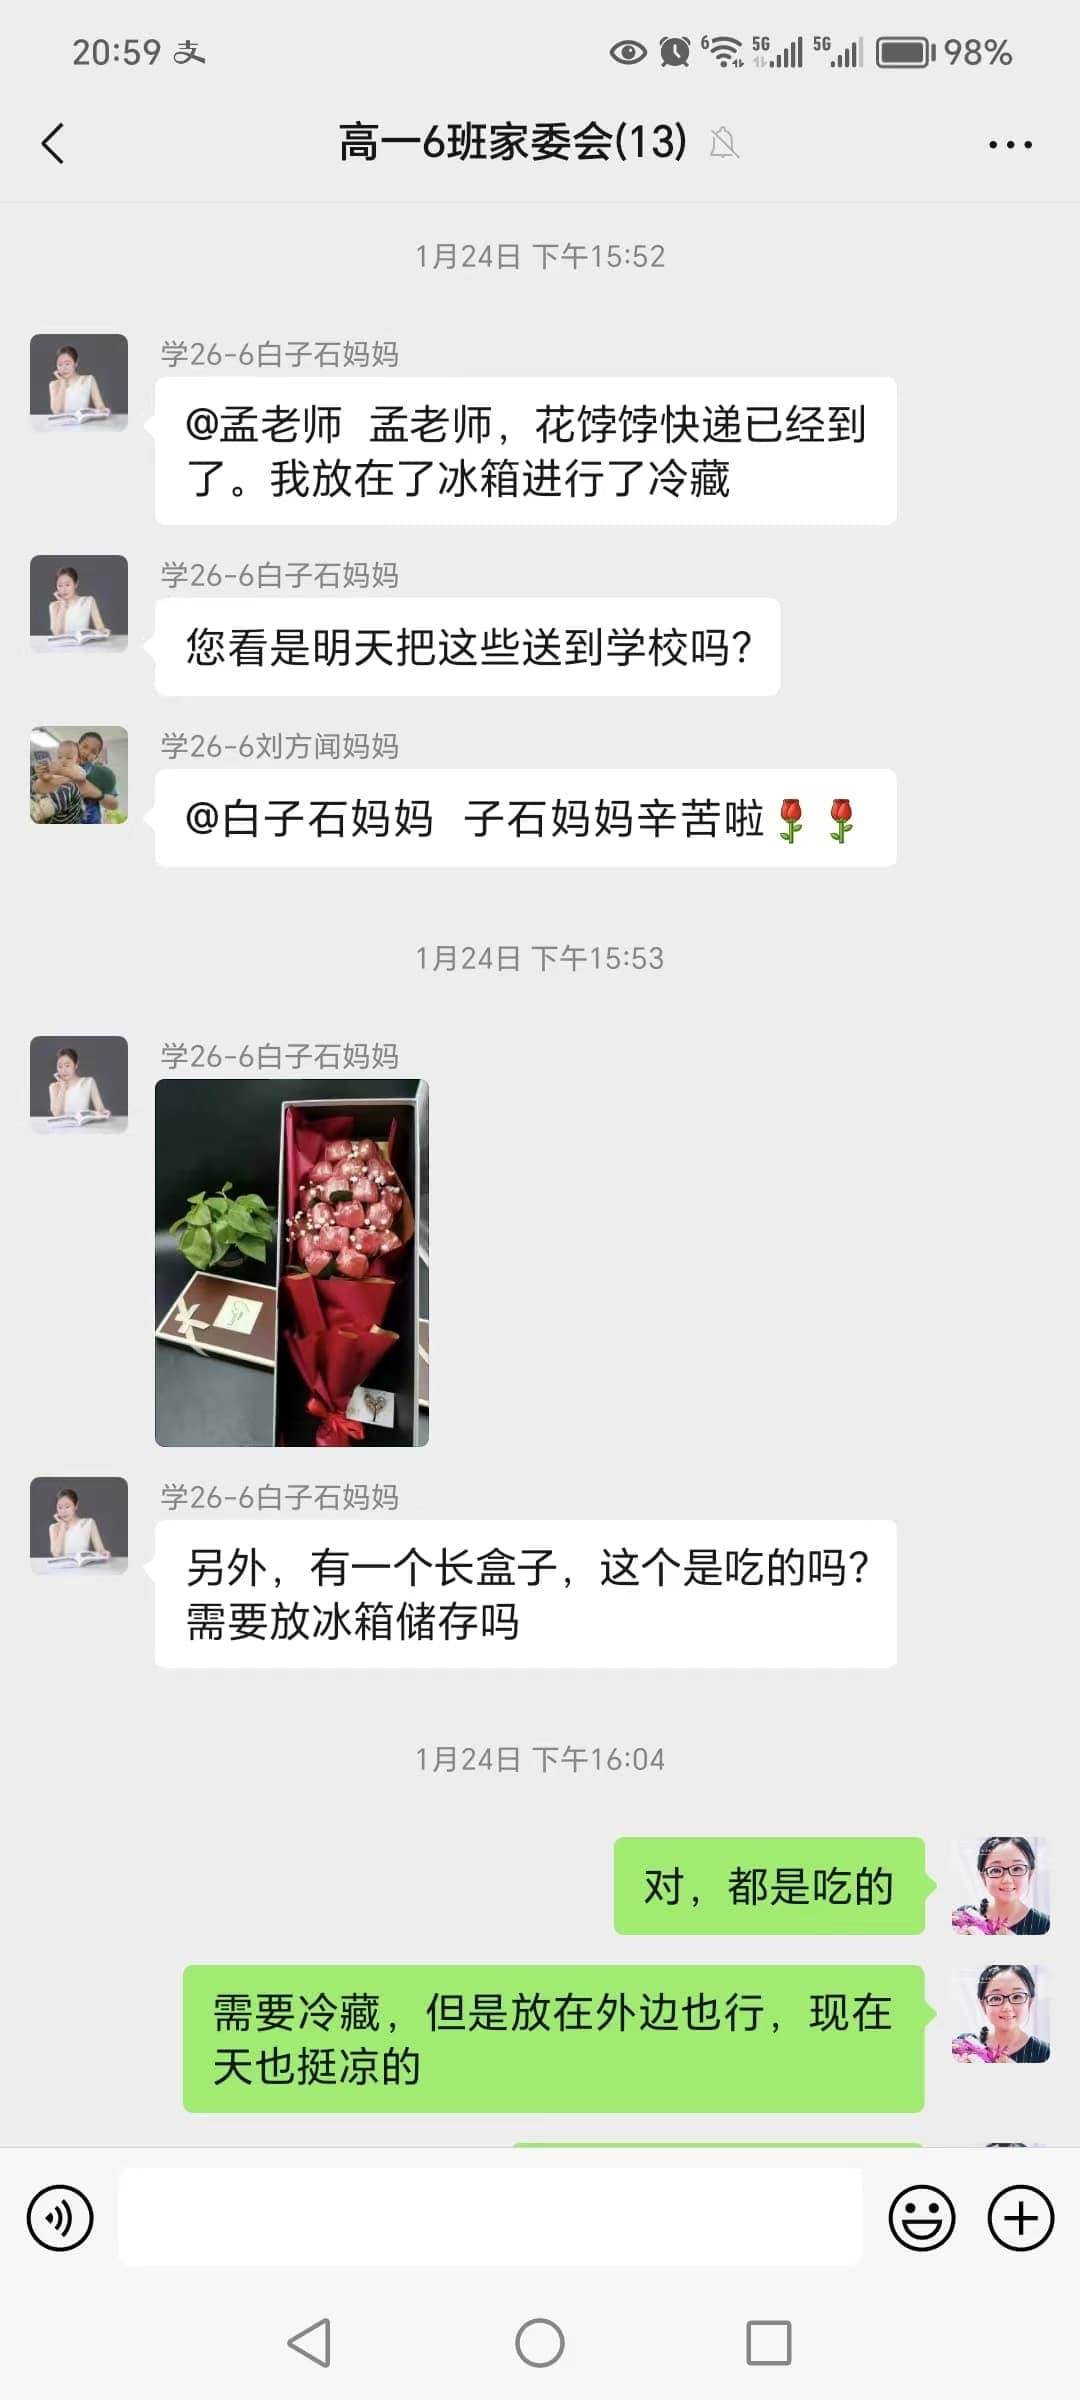 20:59 支 6 5G 5G 98%
高一6班家委会(13)
1月24日 下午15:52
学26-6白子石妈妈
@孟老师 孟老师，花饽饽快递已经到
了。我放在了冰箱进行了冷藏
学26-6白子石妈妈
您看是明天把这些送到学校吗？
学26-6刘方闻妈妈
@白子石妈妈 子石妈妈辛苦啦🌹🌹
1月24日 下午15:53
学26-6白子石妈妈
学26-6白子石妈妈
另外，有一个长盒子，这个是吃的吗？
需要放冰箱储存吗
1月24日 下午16:04
对，都是吃的
需要冷藏，但是放在外边也行，现在
天也挺凉的